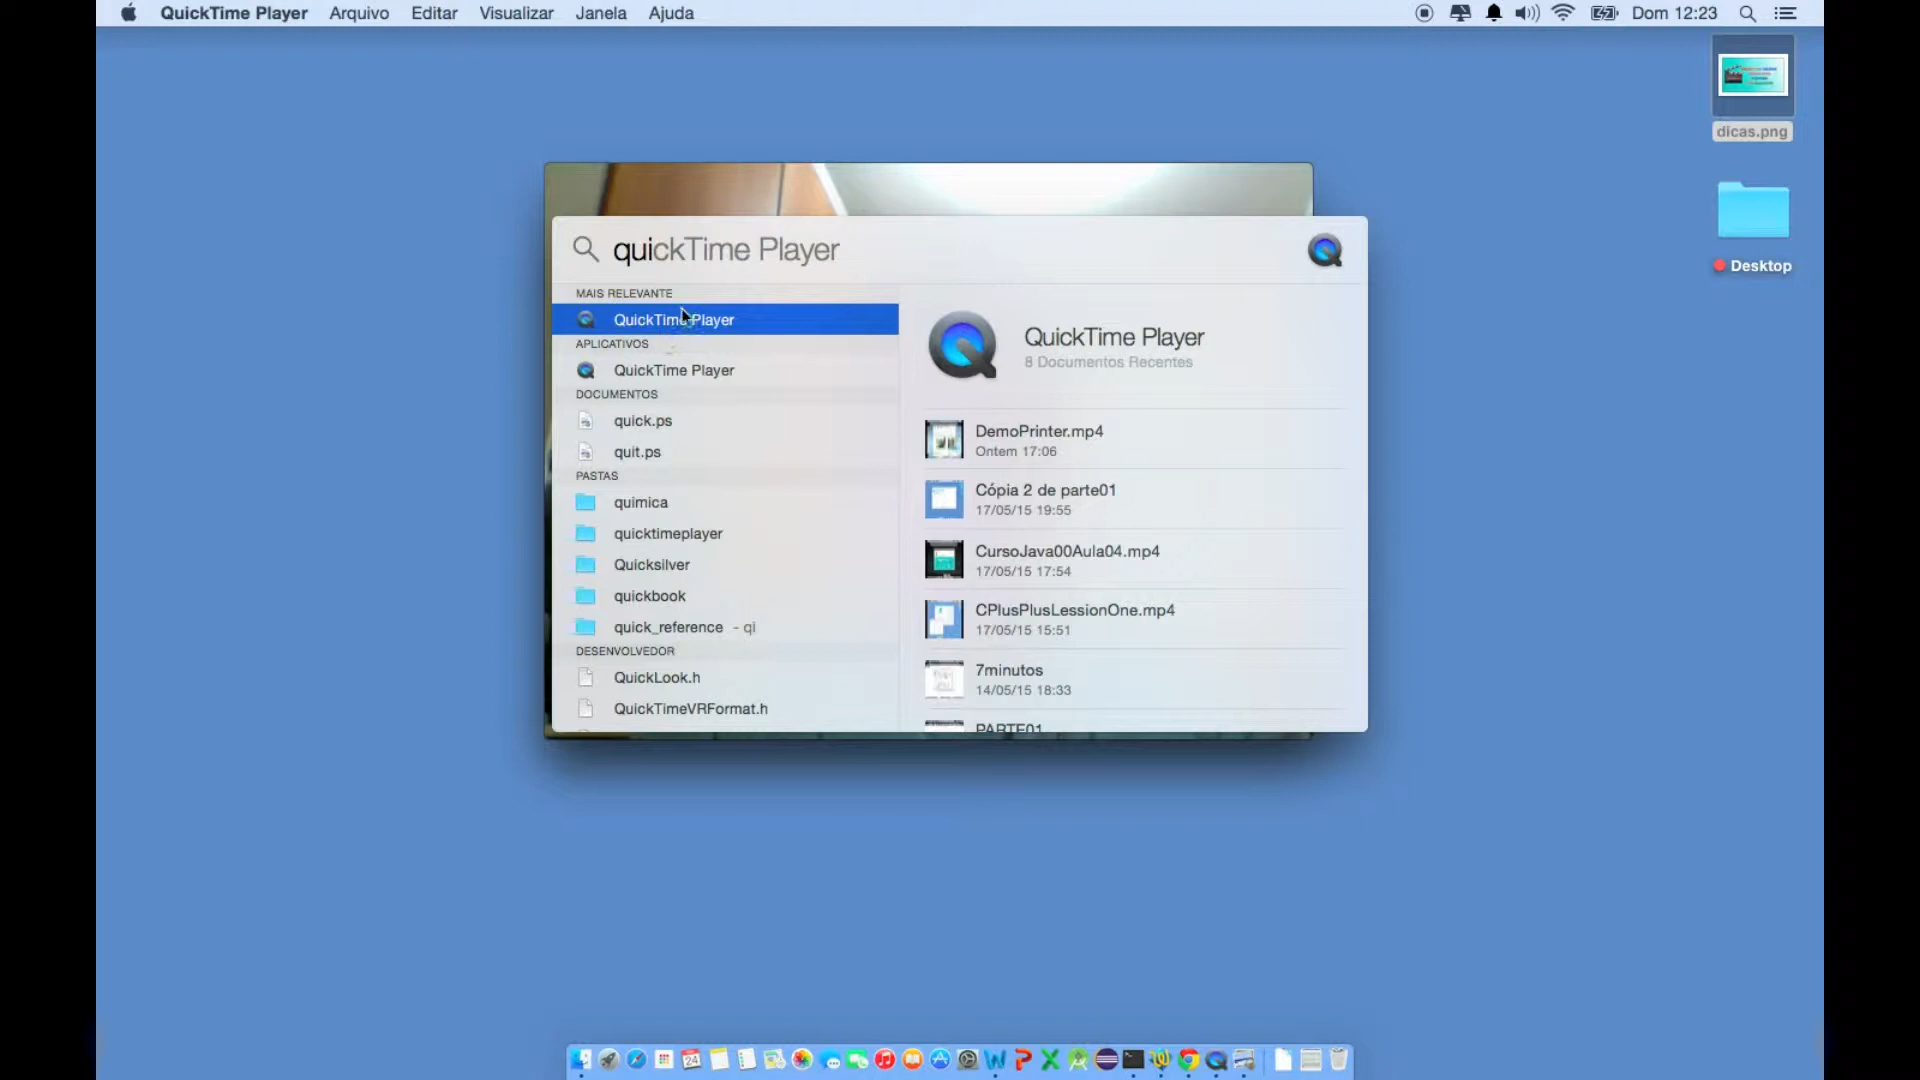 QuickTime Player Arquivo Editar Visualizar Janela Ajuda Dom 12:23
dicas.png
Desktop
quickTime Player
MAIS RELEVANTE
QuickTime Player
APLICATIVOS
QuickTime Player
DOCUMENTOS
quick.ps
quit.ps
PASTAS
quimica
quicktimeplayer
Quicksilver
quickbook
quick_reference - qi
DESENVOLVEDOR
QuickLook.h
QuickTimeVRFormat.h
QuickTime Player
8 Documentos Recentes
DemoPrinter.mp4
Ontem 17:06
Cópia 2 de parte01
17/05/15 19:55
CursoJava00Aula04.mp4
17/05/15 17:54
CPlusPlusLessionOne.mp4
17/05/15 15:51
7minutos
14/05/15 18:33
PARTE01
24